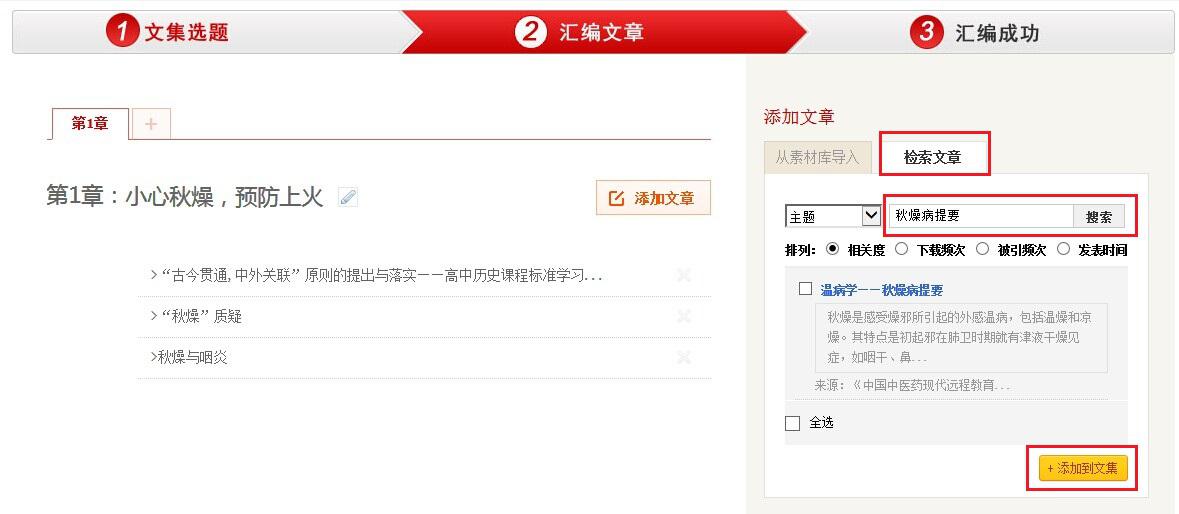 1 文集选题
2 汇编文章
3 汇编成功
第1章
+
第1章：小心秋燥，预防上火
添加文章
>“古今贯通,中外关联”原则的提出与落实——高中历史课程标准学习...
>“秋燥”质疑
>秋燥与咽炎
添加文章
从素材库导入
检索文章
主题
秋燥病提要
搜索
排列: 相关度 下载频次 被引频次 发表时间
温病学——秋燥病提要
秋燥是感受燥邪所引起的外感温病，包括温燥和凉
燥。其特点是初起邪在肺卫时期就有津液干燥见
症，如咽干、鼻...
来源：《中国中医药现代远程教育...
全选
+ 添加到文集